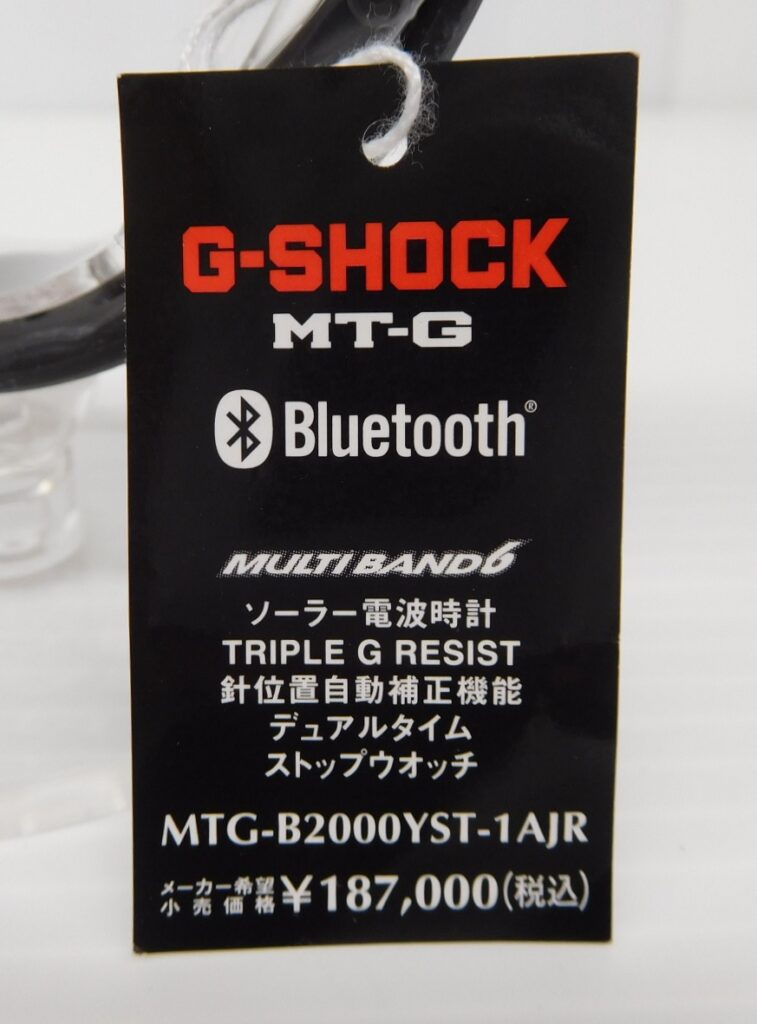 G-SHOCK
MT-G
Bluetooth®
MULTI BAND 6
ソーラー電波時計
TRIPLE G RESIST
針位置自動補正機能
デュアルタイム
ストップウオッチ
MTG-B2000YST-1AJR
メーカー希望小売価格 ¥187,000(税込)